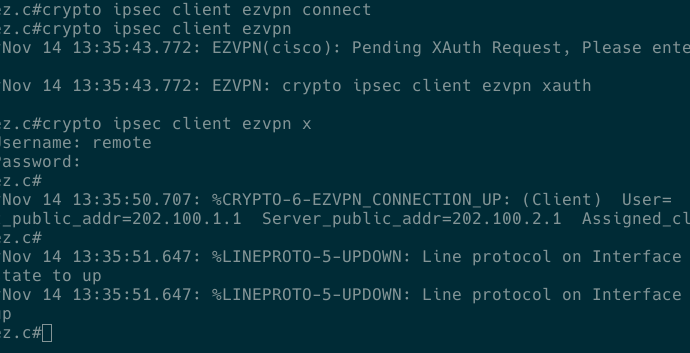 ez.c#crypto ipsec client ezvpn connect
ez.c#crypto ipsec client ezvpn
Nov 14 13:35:43.772: EZVPN(cisco): Pending XAuth Request, Please ente
Nov 14 13:35:43.772: EZVPN: crypto ipsec client ezvpn xauth
ez.c#crypto ipsec client ezvpn x
Username: remote
Password:
ez.c#
Nov 14 13:35:50.707: %CRYPTO-6-EZVPN_CONNECTION_UP: (Client)  User=
_public_addr=202.100.1.1  Server_public_addr=202.100.2.1  Assigned_cl
ez.c#
Nov 14 13:35:51.647: %LINEPROTO-5-UPDOWN: Line protocol on Interface
tate to up
Nov 14 13:35:51.647: %LINEPROTO-5-UPDOWN: Line protocol on Interface
up
ez.c#